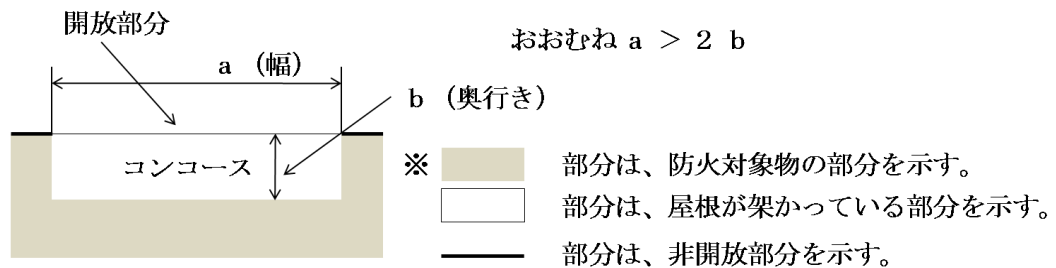 開放部分
おおむね a > 2 b
a (幅)
b (奥行き)
コンコース
※ 部分は、防火対象物の部分を示す。
部分は、屋根が架かっている部分を示す。
部分は、非開放部分を示す。